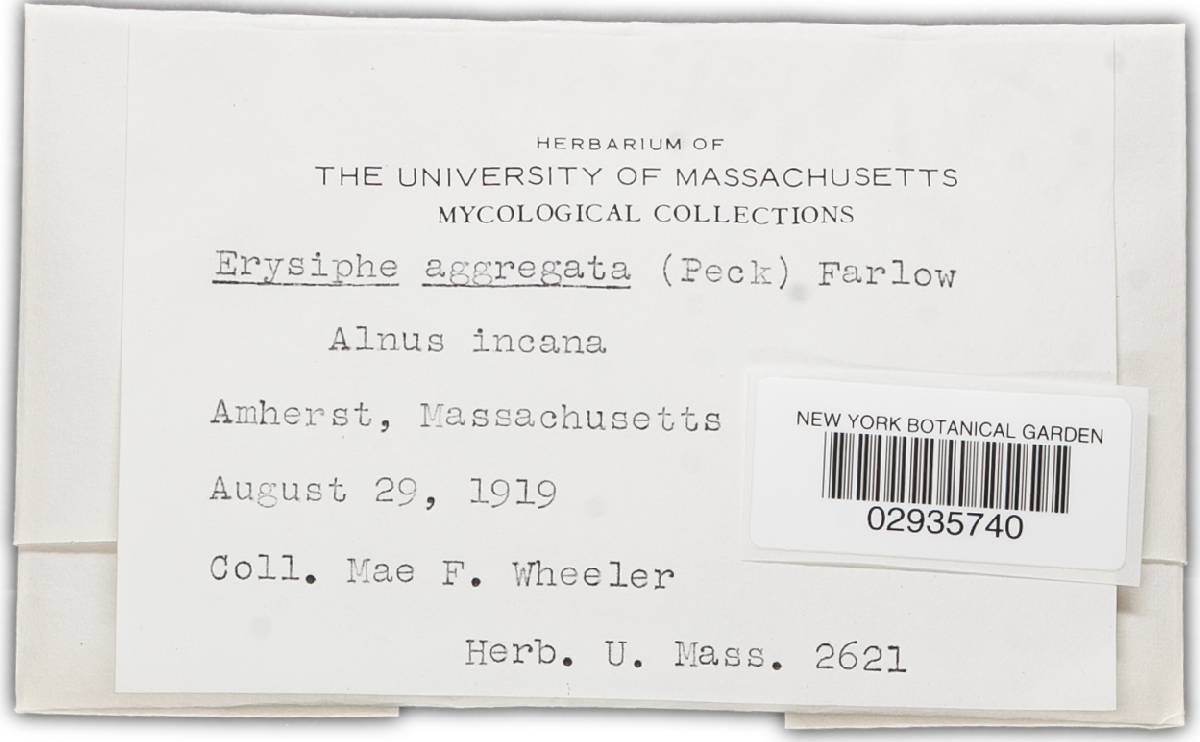 HERBARIUM OF
THE UNIVERSITY OF MASSACHUSETTS
MYCOLOGICAL COLLECTIONS
Erysiphe aggregata (Peck) Farlow
Alnus incana
Amherst, Massachusetts
August 29, 1919
Coll. Mae F. Wheeler
Herb. U. Mass. 2621
NEW YORK BOTANICAL GARDEN
02935740